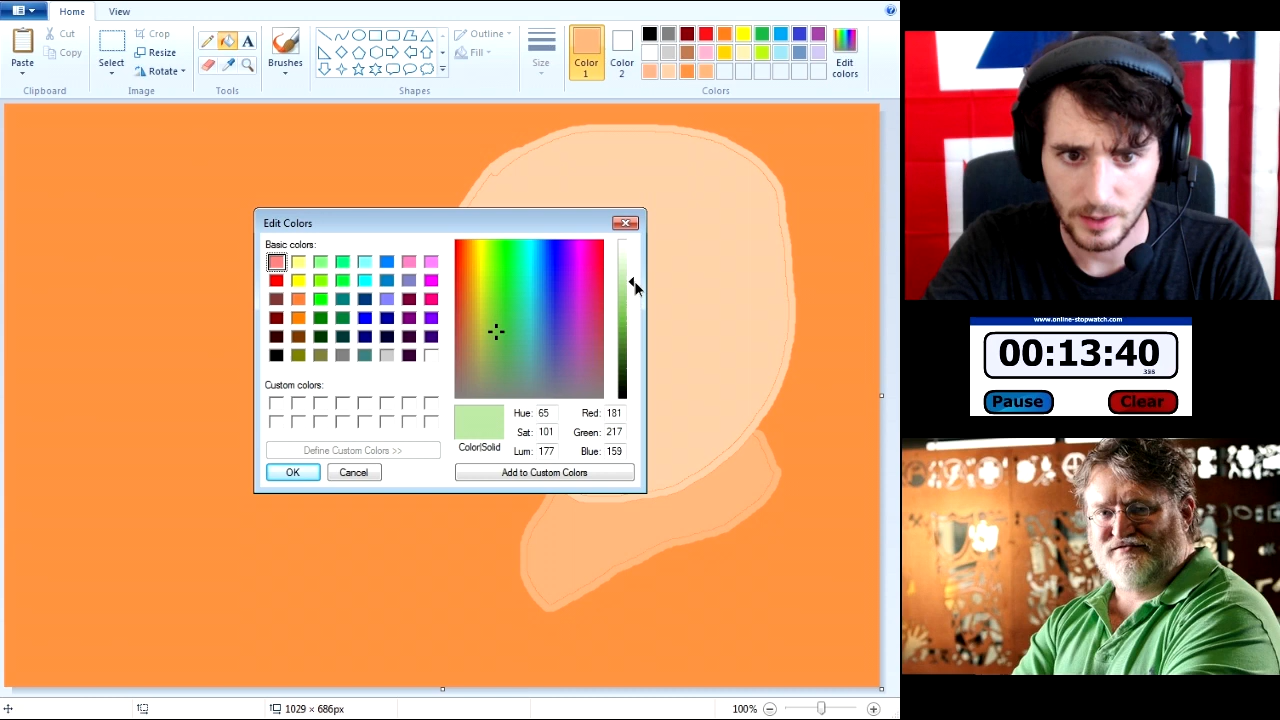 Home View
Cut
Copy
Paste
Clipboard
Select
Crop
Resize
Rotate
Image
A
Tools
Brushes
Outline
Fill
Shapes
Size
Color 1
Color 2
Edit colors
Colors
Edit Colors
Basic colors:
Custom colors:
Define Custom Colors >>
OK Cancel
Color|Solid
Hue: 65 Red: 181
Sat: 101 Green: 217
Lum: 177 Blue: 159
Add to Custom Colors
1029 × 686px
100%
www.online-stopwatch.com
00:13:40
Pause Clear